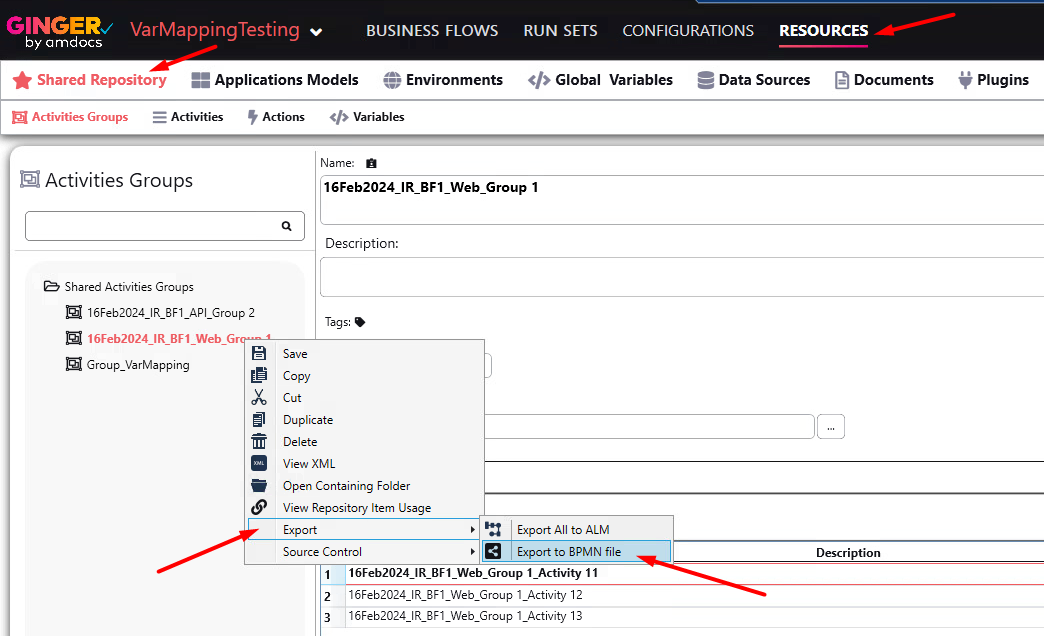 GINGER
by amdocs
VarMappingTesting
BUSINESS FLOWS
RUN SETS
CONFIGURATIONS
RESOURCES
Shared Repository
Applications Models
Environments
Global Variables
Data Sources
Documents
Plugins
Activities Groups
Activities
Actions
Variables
Activities Groups
Shared Activities Groups
16Feb2024_IR_BF1_API_Group 2
16Feb2024_IR_BF1_Web_Group 1
Group_VarMapping
Name:
16Feb2024_IR_BF1_Web_Group 1
Description:
Tags:
...
Save
Copy
Cut
Duplicate
Delete
XML
View XML
Open Containing Folder
View Repository Item Usage
Export
Source Control
Export All to ALM
Export to BPMN file
Description
1 16Feb2024_IR_BF1_Web_Group 1_Activity 11
2 16Feb2024_IR_BF1_Web_Group 1_Activity 12
3 16Feb2024_IR_BF1_Web_Group 1_Activity 13